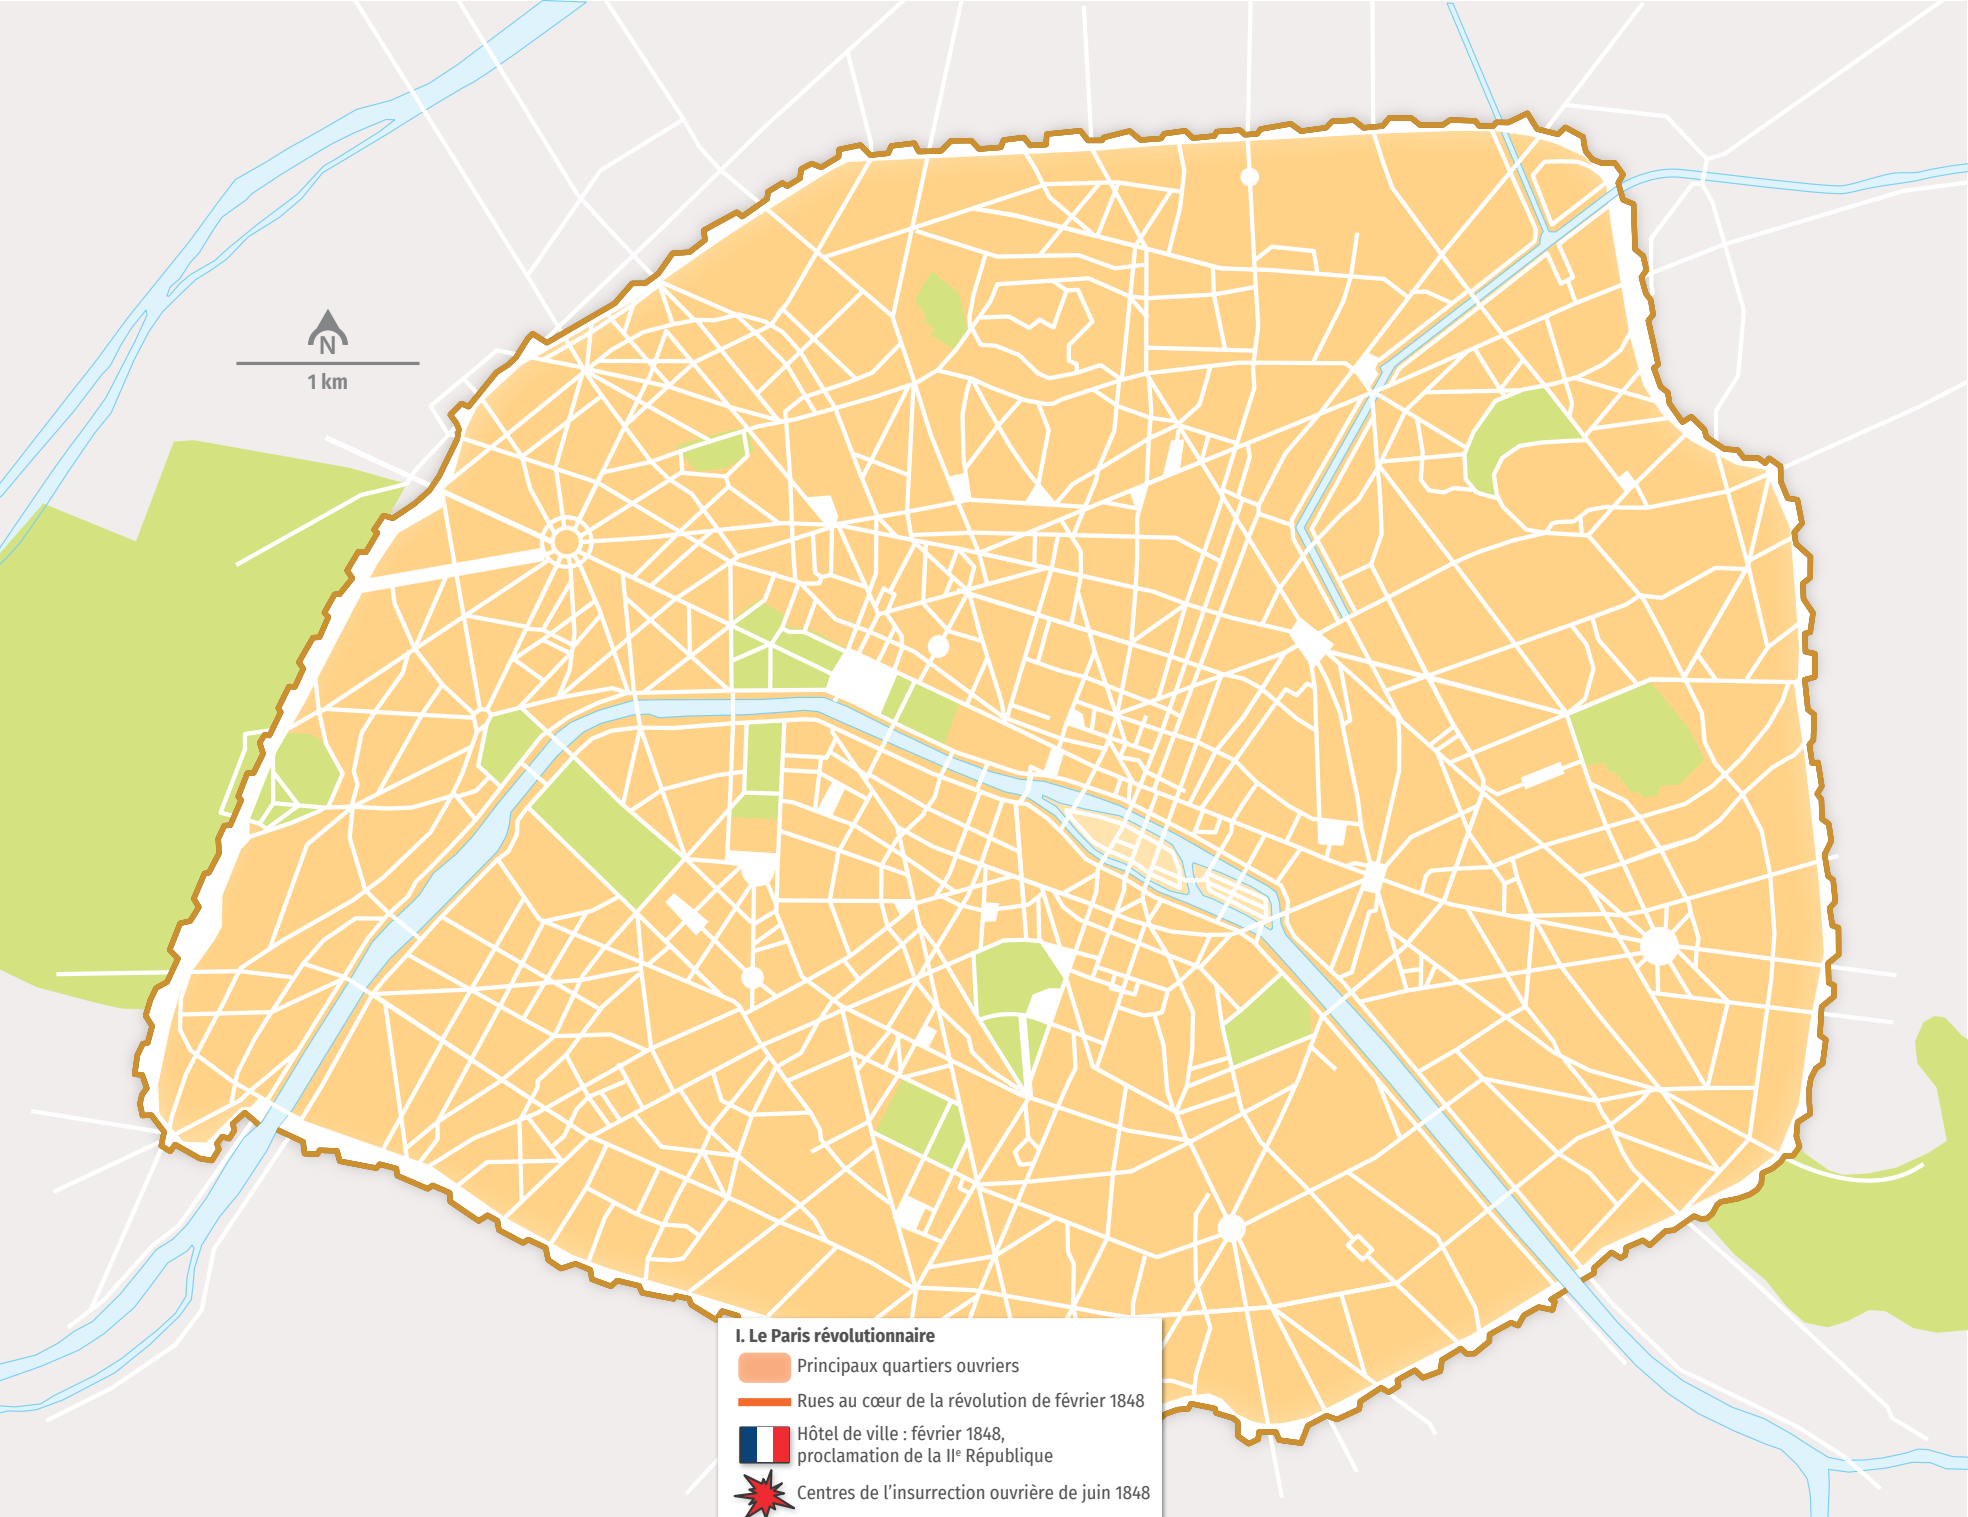 N
1 km
I. Le Paris révolutionnaire
Principaux quartiers ouvriers
Rues au cœur de la révolution de février 1848
Hôtel de ville : février 1848,
proclamation de la IIe République
Centres de l’insurrection ouvrière de juin 1848